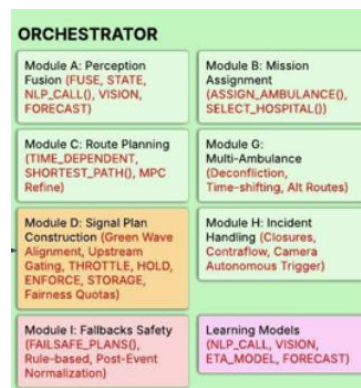 ORCHESTRATOR
Module A: Perception
Fusion (FUSE, STATE,
NLP_CALL(), VISION,
FORECAST)
Module B: Mission
Assignment
(ASSIGN_AMBULANCE(),
SELECT_HOSPITAL())
Module C: Route Planning
(TIME_DEPENDENT,
SHORTEST_PATH(), MPC
Refine)
Module G:
Multi-Ambulance
(Deconfliction,
Time-shifting, Alt Routes)
Module D: Signal Plan
Construction (Green Wave
Alignment, Upstream
Gating, THROTTLE, HOLD,
ENFORCE, STORAGE,
Fairness Quotas)
Module H: Incident
Handling (Closures,
Contraflow, Camera
Autonomous Trigger)
Module I: Fallbacks Safety
(FAILSAFE_PLANS(),
Rule-based, Post-Event
Normalization)
Learning Models
(NLP_CALL, VISION,
ETA_MODEL, FORECAST)